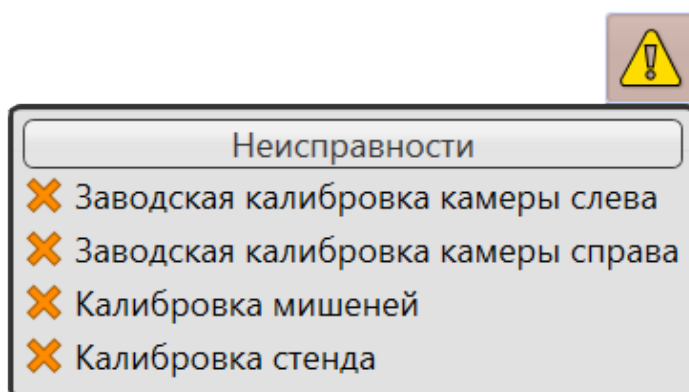 Неисправности
Заводская калибровка камеры слева
Заводская калибровка камеры справа
Калибровка мишеней
Калибровка стенда